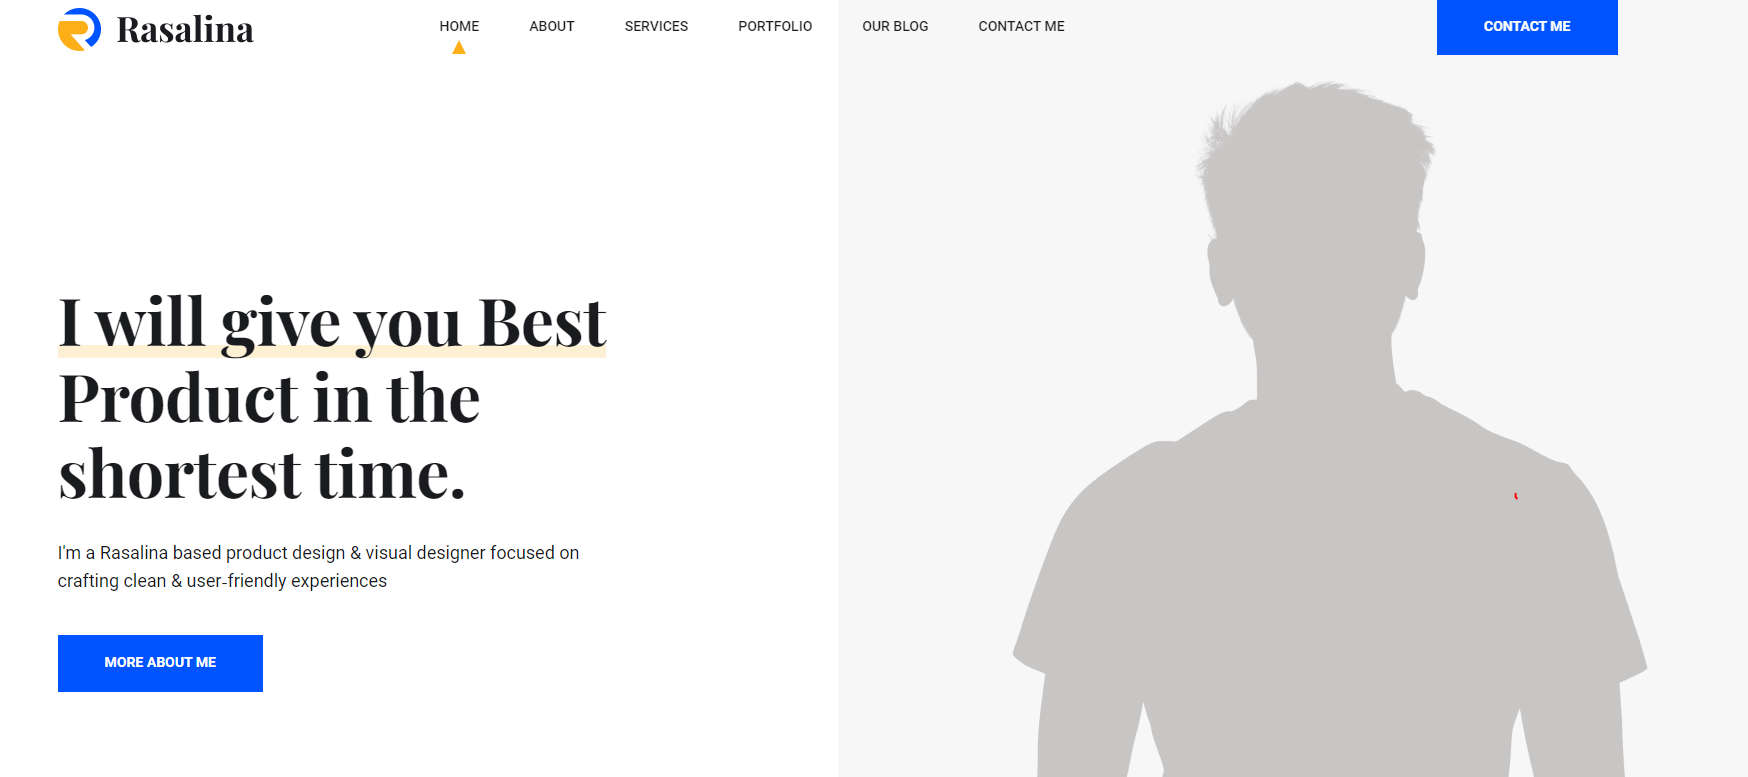 Rasalina
HOME
ABOUT
SERVICES
PORTFOLIO
OUR BLOG
CONTACT ME
CONTACT ME
I will give you Best
Product in the
shortest time.
I'm a Rasalina based product design & visual designer focused on
crafting clean & user-friendly experiences
MORE ABOUT ME